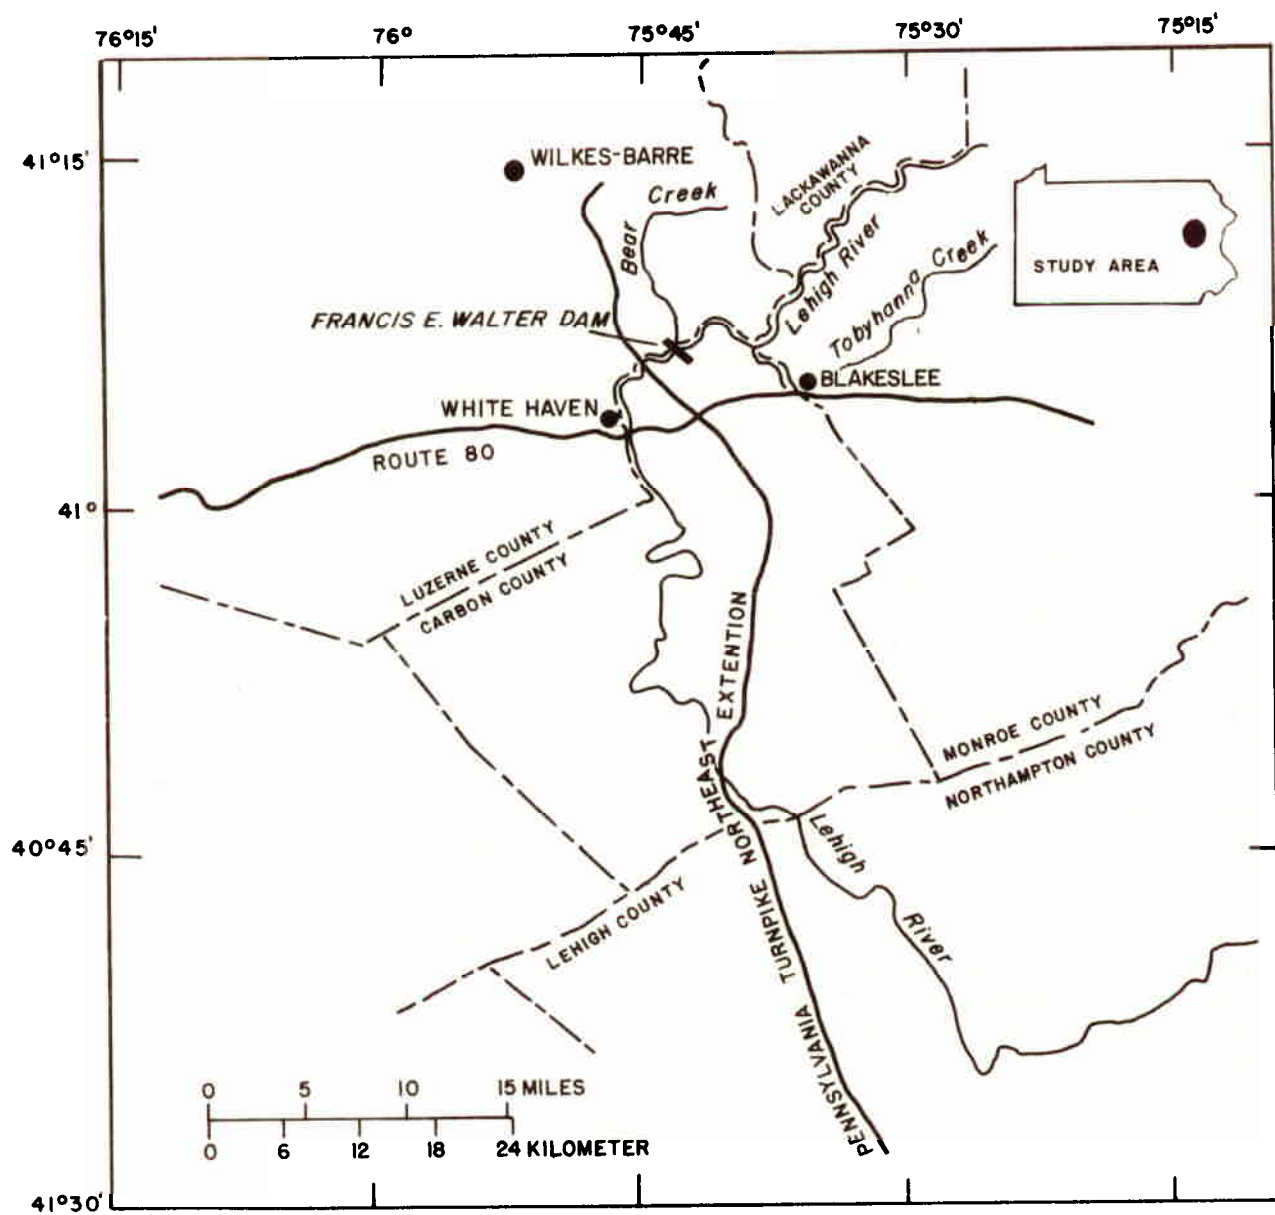 76°15' 76° 75°45' 75°30' 75°15'
41°15'
WILKES-BARRE
Creek
Bear
LACKAWANNA
COUNTY
Lehigh River
Tobyhanna Creek
STUDY AREA
FRANCIS E. WALTER DAM
BLAKESLEE
WHITE HAVEN
ROUTE 80
41°
LUZERNE COUNTY
CARBON COUNTY
PENNSYLVANIA TURNPIKE NORTHEAST EXTENTION
MONROE COUNTY
NORTHAMPTON COUNTY
40°45'
Lehigh River
LEHIGH COUNTY
0 5 10 15 MILES
0 6 12 18 24 KILOMETER
41°30'